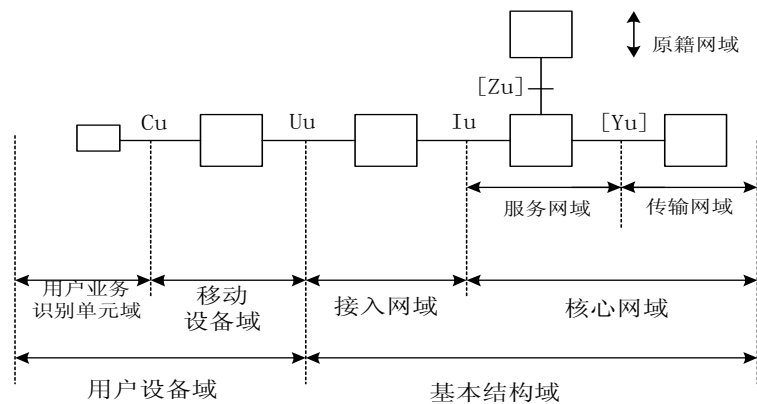 原籍网域
[Zu]
Cu
Uu
Iu
[Yu]
服务网域
传输网域
用户业务
识别单元域
移动
设备域
接入网域
核心网域
用户设备域
基本结构域